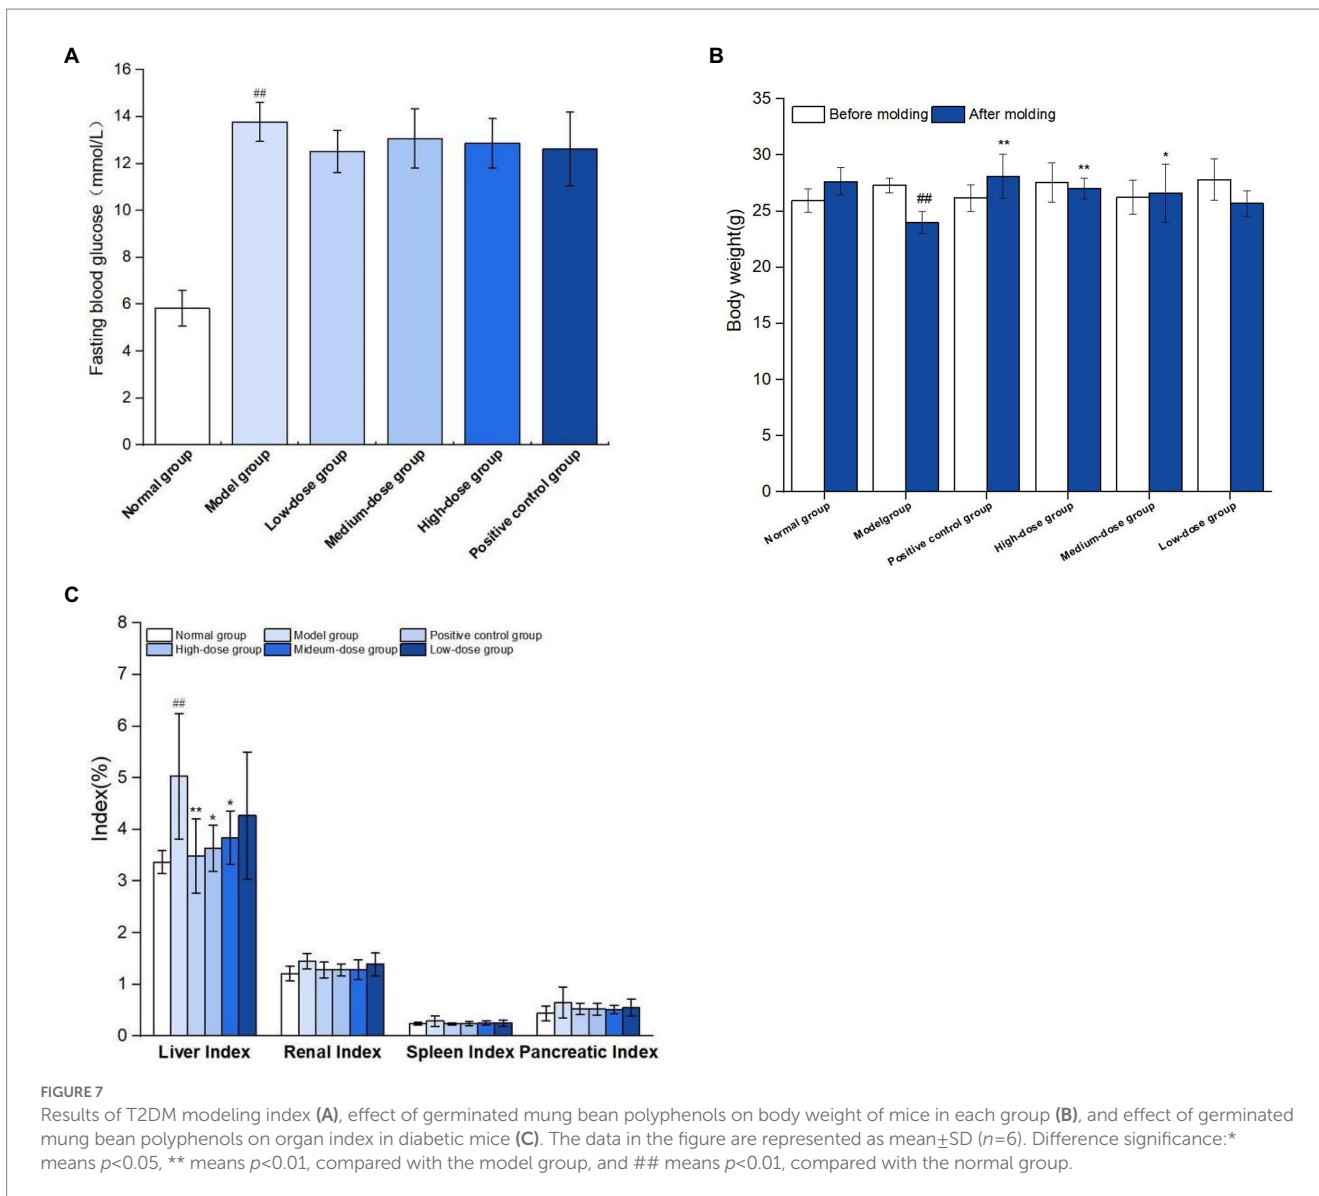 A
Fasting blood glucose（mmol/L）
16
14
12
10
8
6
4
2
0
##
Normal group
Model group
Low-dose group
Medium-dose group
High-dose group
Positive control group
B
Body weight(g)
35
30
25
20
15
10
5
0
Before molding
After molding
##
**
**
*
Normal group
Modelgroup
Positive control group
High-dose group
Medium-dose group
Low-dose group
C
Index(%)
8
7
6
5
4
3
2
1
0
Normal group
Model group
Positive control group
High-dose group
Mideum-dose group
Low-dose group
##
**
*
*
Liver Index
Renal Index
Spleen Index
Pancreatic Index
FIGURE 7
Results of T2DM modeling index (A), effect of germinated mung bean polyphenols on body weight of mice in each group (B), and effect of germinated
mung bean polyphenols on organ index in diabetic mice (C). The data in the figure are represented as mean±SD (n=6). Difference significance:*
means p<0.05, ** means p<0.01, compared with the model group, and ## means p<0.01, compared with the normal group.